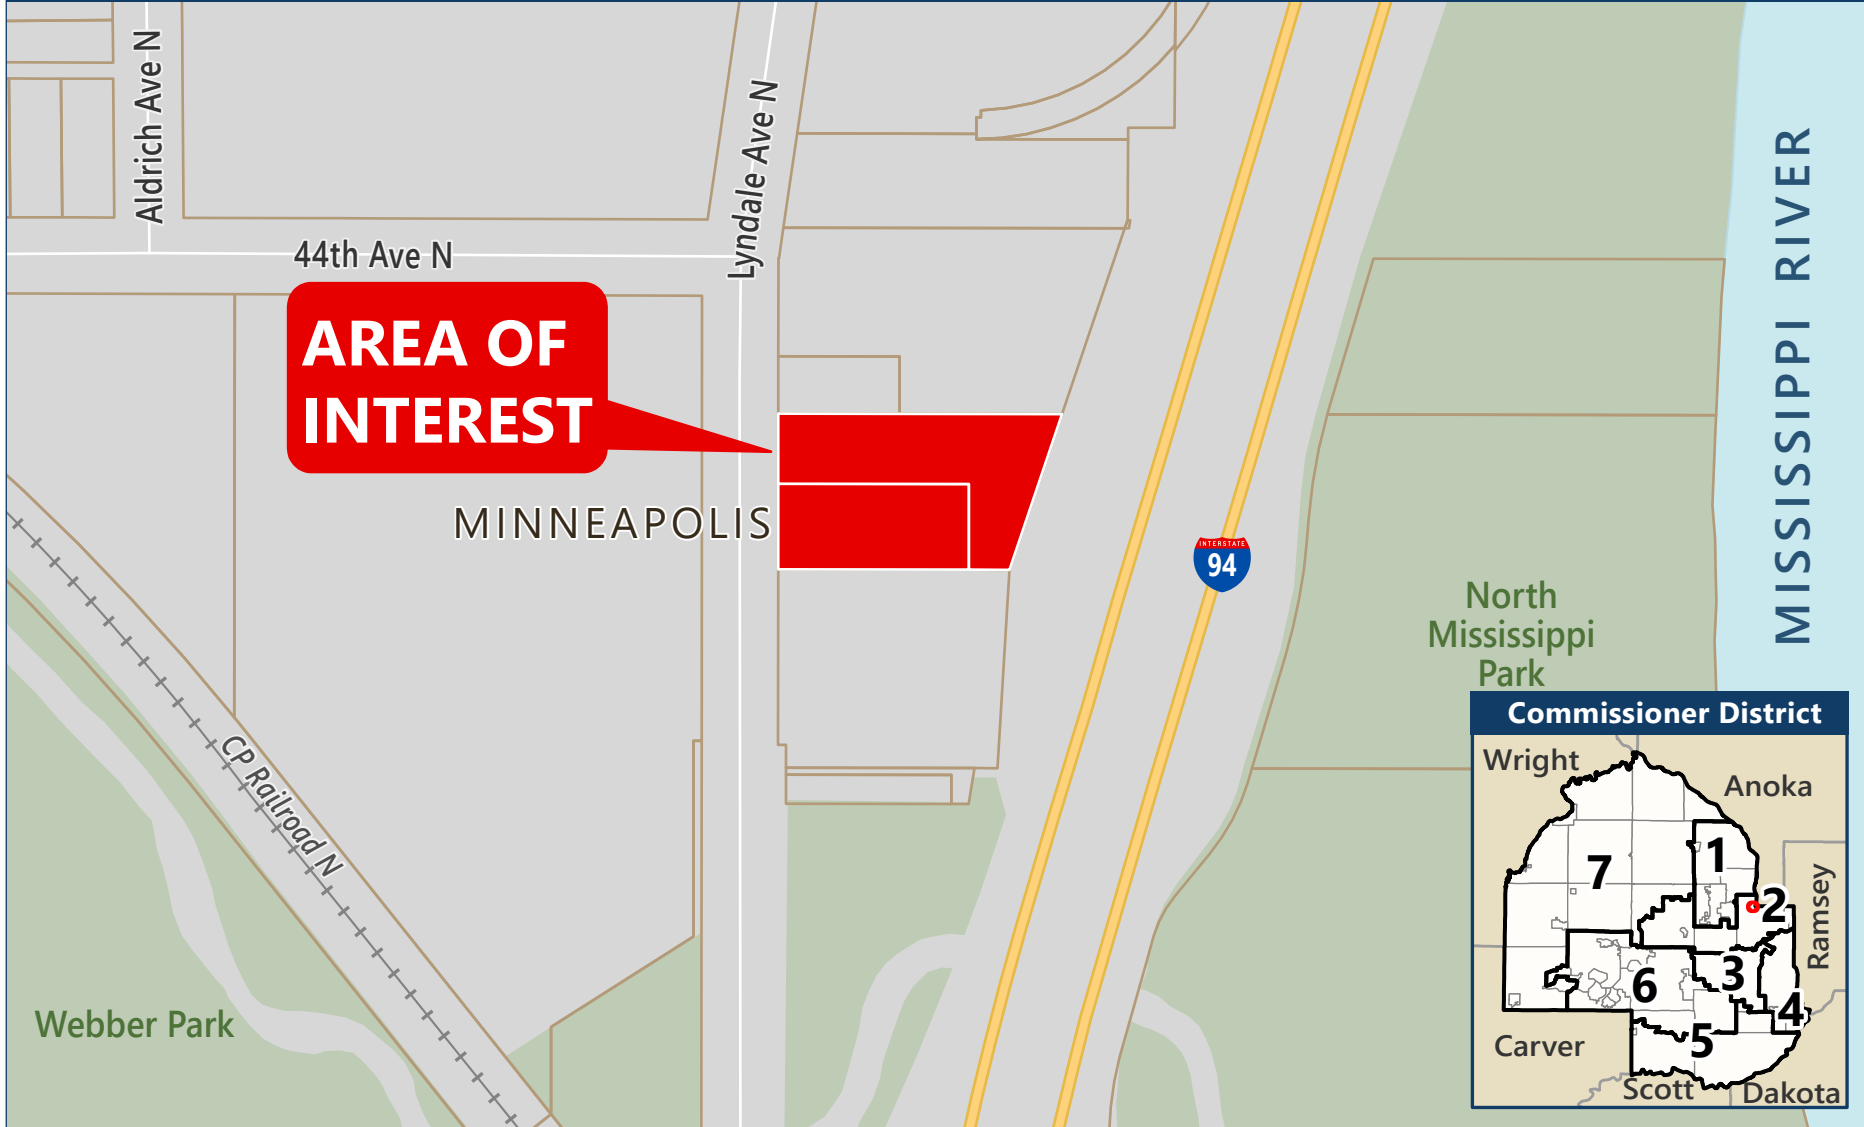 Aldrich Ave N
Lyndale Ave N
44th Ave N
AREA OF
INTEREST
MINNEAPOLIS
INTERSTATE
94
MISSISSIPPI RIVER
North
Mississippi
Park
CP Railroad N
Webber Park
Commissioner District
Wright
Anoka
1
7
2
Ramsey
3
6
4
5
Carver
Scott
Dakota